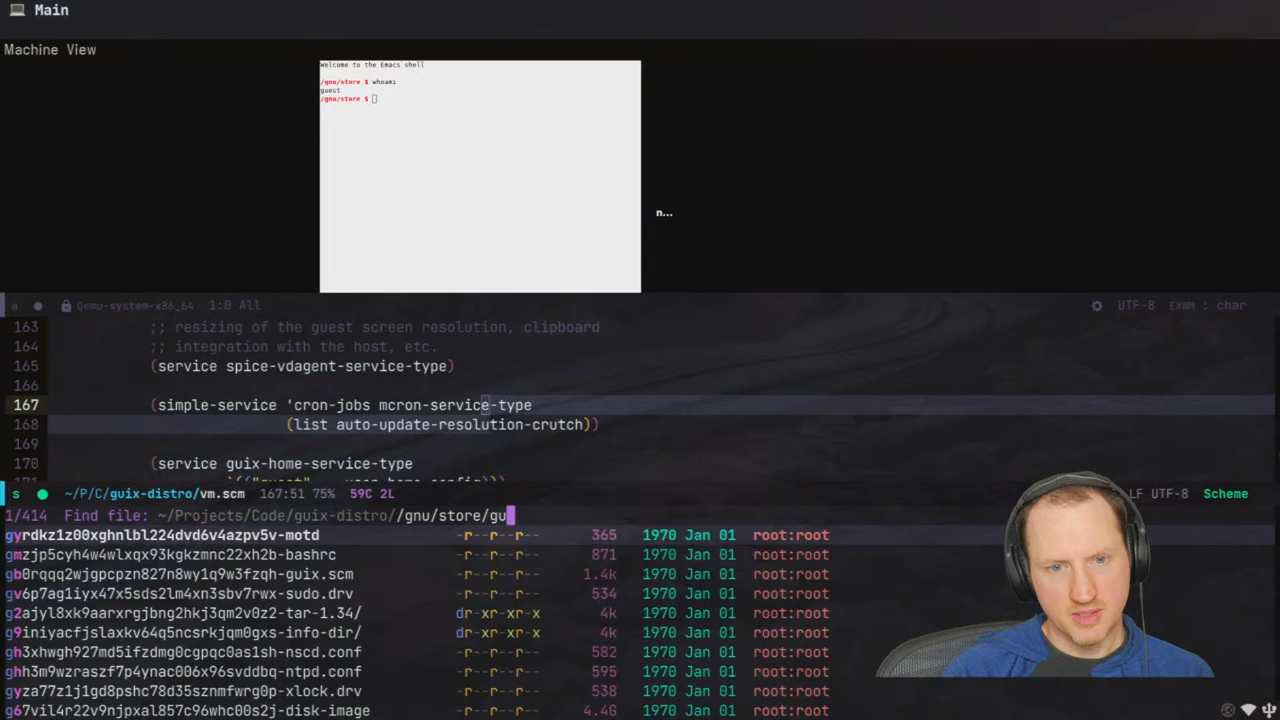 Main
Machine View
Welcome to the Emacs shell
/gnu/store $ whoami
guest
/gnu/store $
n...
a ● Qemu-system-x86_64 1:0 All UTF-8 EXWM : char
163 ;; resizing of the guest screen resolution, clipboard
164 ;; integration with the host, etc.
165 (service spice-vdagent-service-type)
166
167 (simple-service 'cron-jobs mcron-service-type
168 (list auto-update-resolution-crutch))
169
170 (service guix-home-service-type
s ● ~/P/C/guix-distro/vm.scm 167:51 75% 59C 2L LF UTF-8 Scheme
1/414 Find file: ~/Projects/Code/guix-distro//gnu/store/gu
gyrdkz1z00xghnlbl224dvd6v4azpv5v-motd -r--r--r-- 365 1970 Jan 01 root:root
gmzjp5cyh4w4wlxqx93kgkzmnc22xh2b-bashrc -r--r--r-- 871 1970 Jan 01 root:root
gb0rqqq2wjgpcpzn827n8wy1q9w3fzqh-guix.scm -r--r--r-- 1.4k 1970 Jan 01 root:root
gv6p7ag1iyx47x5sds2lm4xn3sbv7rwx-sudo.drv -r--r--r-- 534 1970 Jan 01 root:root
g2ajyl8xk9aarxrgjbng2hkj3qm2v0z2-tar-1.34/ dr-xr-xr-x 4k 1970 Jan 01 root:root
g9iniyacfjslaxkv64q5ncsrkjqm0gxs-info-dir/ dr-xr-xr-x 4k 1970 Jan 01 root:root
g3xhwgh927md5ifzdmg0cgpqc0as1h-nscd.conf -r--r--r-- 582 1970 Jan 01 root:root
ghh3m9wzraszf7p4ynac006x96svddbq-ntpd.conf -r--r--r-- 595 1970 Jan 01 root:root
gyza77z1j1gd8pshc78d35sznmfwrg0p-xlock.drv -r--r--r-- 538 1970 Jan 01 root:root
g67vil4r22v9njpxal857c96whc00s2j-disk-image -r--r--r-- 4.4G 1970 Jan 01 root:root